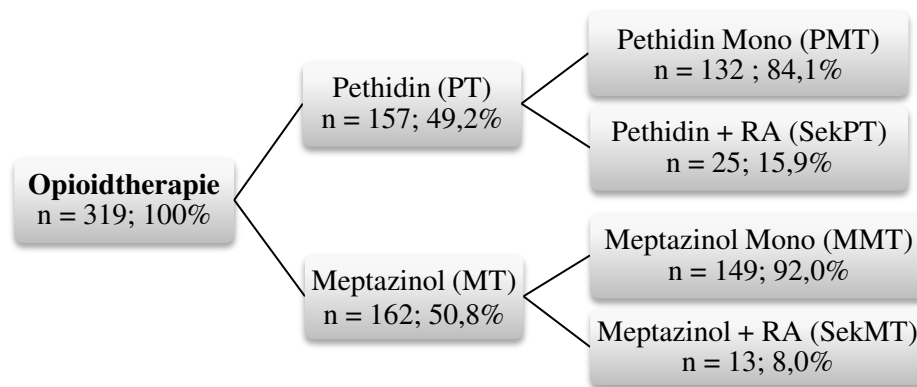 Opioidtherapie
n = 319; 100%
Pethidin (PT)
n = 157; 49,2%
Pethidin Mono (PMT)
n = 132 ; 84,1%
Pethidin + RA (SekPT)
n = 25; 15,9%
Meptazinol (MT)
n = 162; 50,8%
Meptazinol Mono (MMT)
n = 149; 92,0%
Meptazinol + RA (SekMT)
n = 13; 8,0%